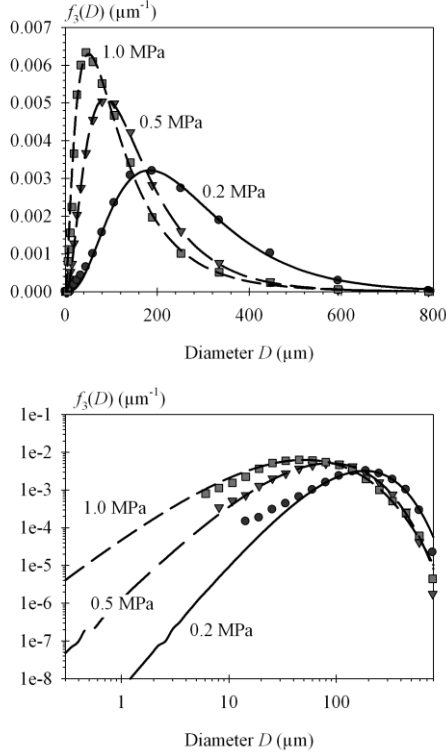 f₃(D) (µm⁻¹)
0.007
1.0 MPa
0.006
0.005
0.5 MPa
0.004
0.2 MPa
0.003
0.002
0.001
0.000
0 200 400 600 800
Diameter D (µm)
f₃(D) (µm⁻¹)
1e-1
1e-2
1e-3
1.0 MPa
1e-4
1e-5
0.5 MPa
1e-6
1e-7
0.2 MPa
1e-8
1 10 100
Diameter D (µm)